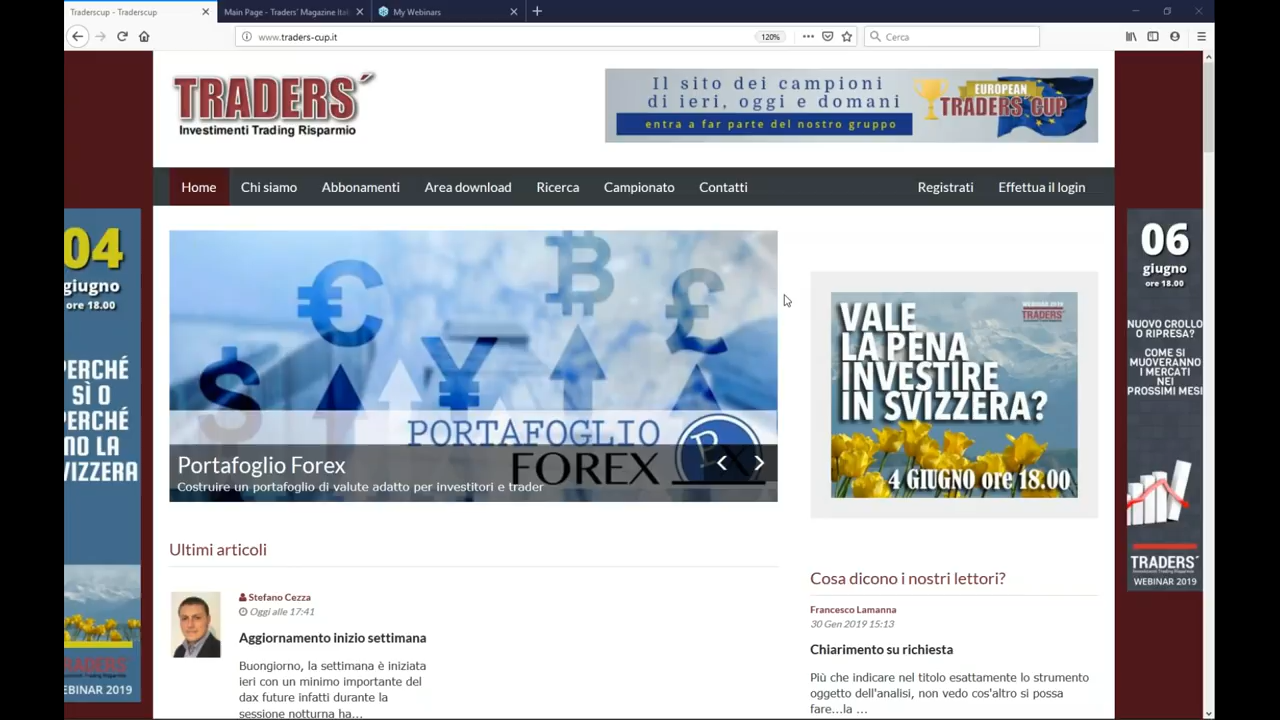 Traderscup - Traderscup
Main Page - Traders' Magazine Ital
My Webinars
www.traders-cup.it
120%
Cerca
TRADERS´
Investimenti Trading Risparmio
Il sito dei campioni
di ieri, oggi e domani
entra a far parte del nostro gruppo
EUROPEAN
TRADERS´CUP
Home
Chi siamo
Abbonamenti
Area download
Ricerca
Campionato
Contatti
Registrati
Effettua il login
04
giugno
ore 18.00
PERCHÉ
SÌ O
PERCHÉ
NO LA
VIZZERA
TRADERS´
WEBINAR 2019
PORTAFOGLIO
FOREX
Portafoglio Forex
Costruire un portafoglio di valute adatto per investitori e trader
WEBINAR 2019
TRADERS´
VALE
LA PENA
INVESTIRE
IN SVIZZERA?
4 GIUGNO ore 18.00
06
giugno
ore 18.00
NUOVO CROLLO
O RIPRESA?
COME SI
MUOVERANNO
I MERCATI
NEI
PROSSIMI MESI
TRADERS´
WEBINAR 2019
Ultimi articoli
Stefano Cezza
Oggi alle 17:41
Aggiornamento inizio settimana
Buongiorno, la settimana è iniziata
ieri con un minimo importante del
dax future infatti durante la
sessione notturna ha...
Cosa dicono i nostri lettori?
Francesco Lamanna
30 Gen 2019 15:13
Chiarimento su richiesta
Più che indicare nel titolo esattamente lo strumento
oggetto dell'analisi, non vedo cos'altro si possa
fare...la ...